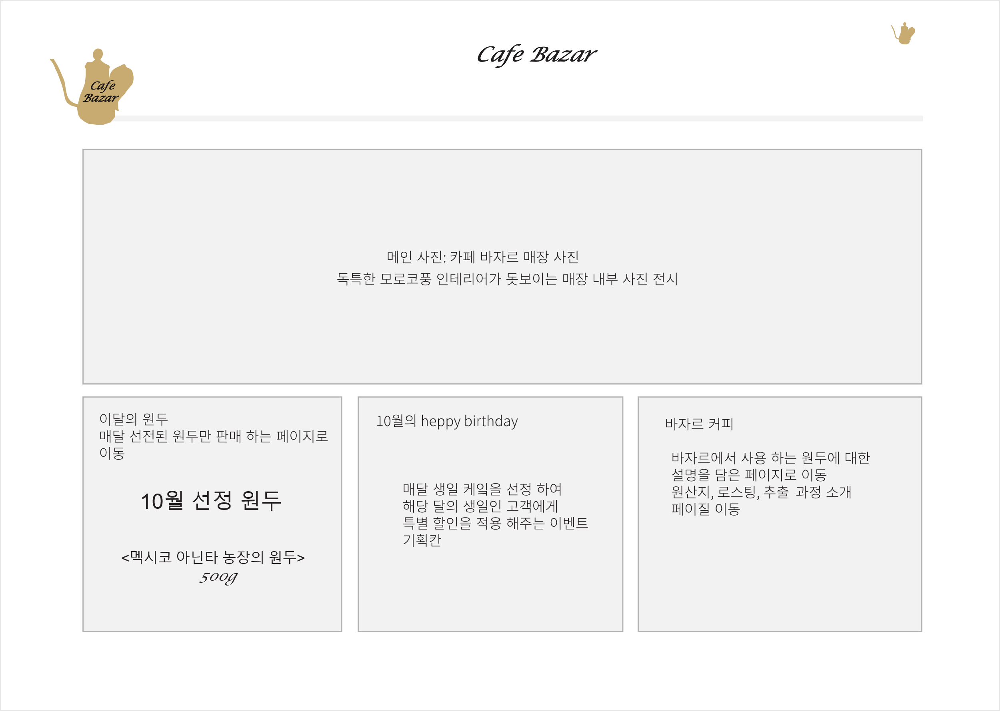 Cafe Bazar
Cafe
Bazar
메인 사진: 카페 바자르 매장 사진
독특한 모로코풍 인테리어가 돗보이는 매장 내부 사진 전시
이달의 원두
매달 선전된 원두만 판매 하는 페이지로
이동
10월 선정 원두
<멕시코 아닌타 농장의 원두>
500g
10월의 heppy birthday
매달 생일 케잌을 선정 하여
해당 달의 생일인 고객에게
특별 할인을 적용 해주는 이벤트
기획칸
바자르 커피
바자르에서 사용 하는 원두에 대한
설명을 담은 페이지로 이동
원산지, 로스팅, 추출 과정 소개
페이질 이동